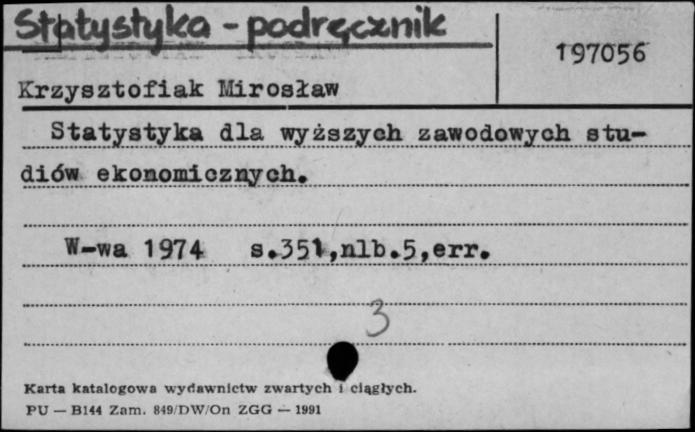 Statystyka - podręcznik
197056
Krzysztofiak Mirosław
Statystyka dla wyższych zawodowych stu-
diów ekonomicznych.
W-wa 1974 s.351,nlb.5,err.
3
Karta katalogowa wydawnictw zwartych i ciągłych.
PU — B144 Zam. 849/DW/On ZGG — 1991